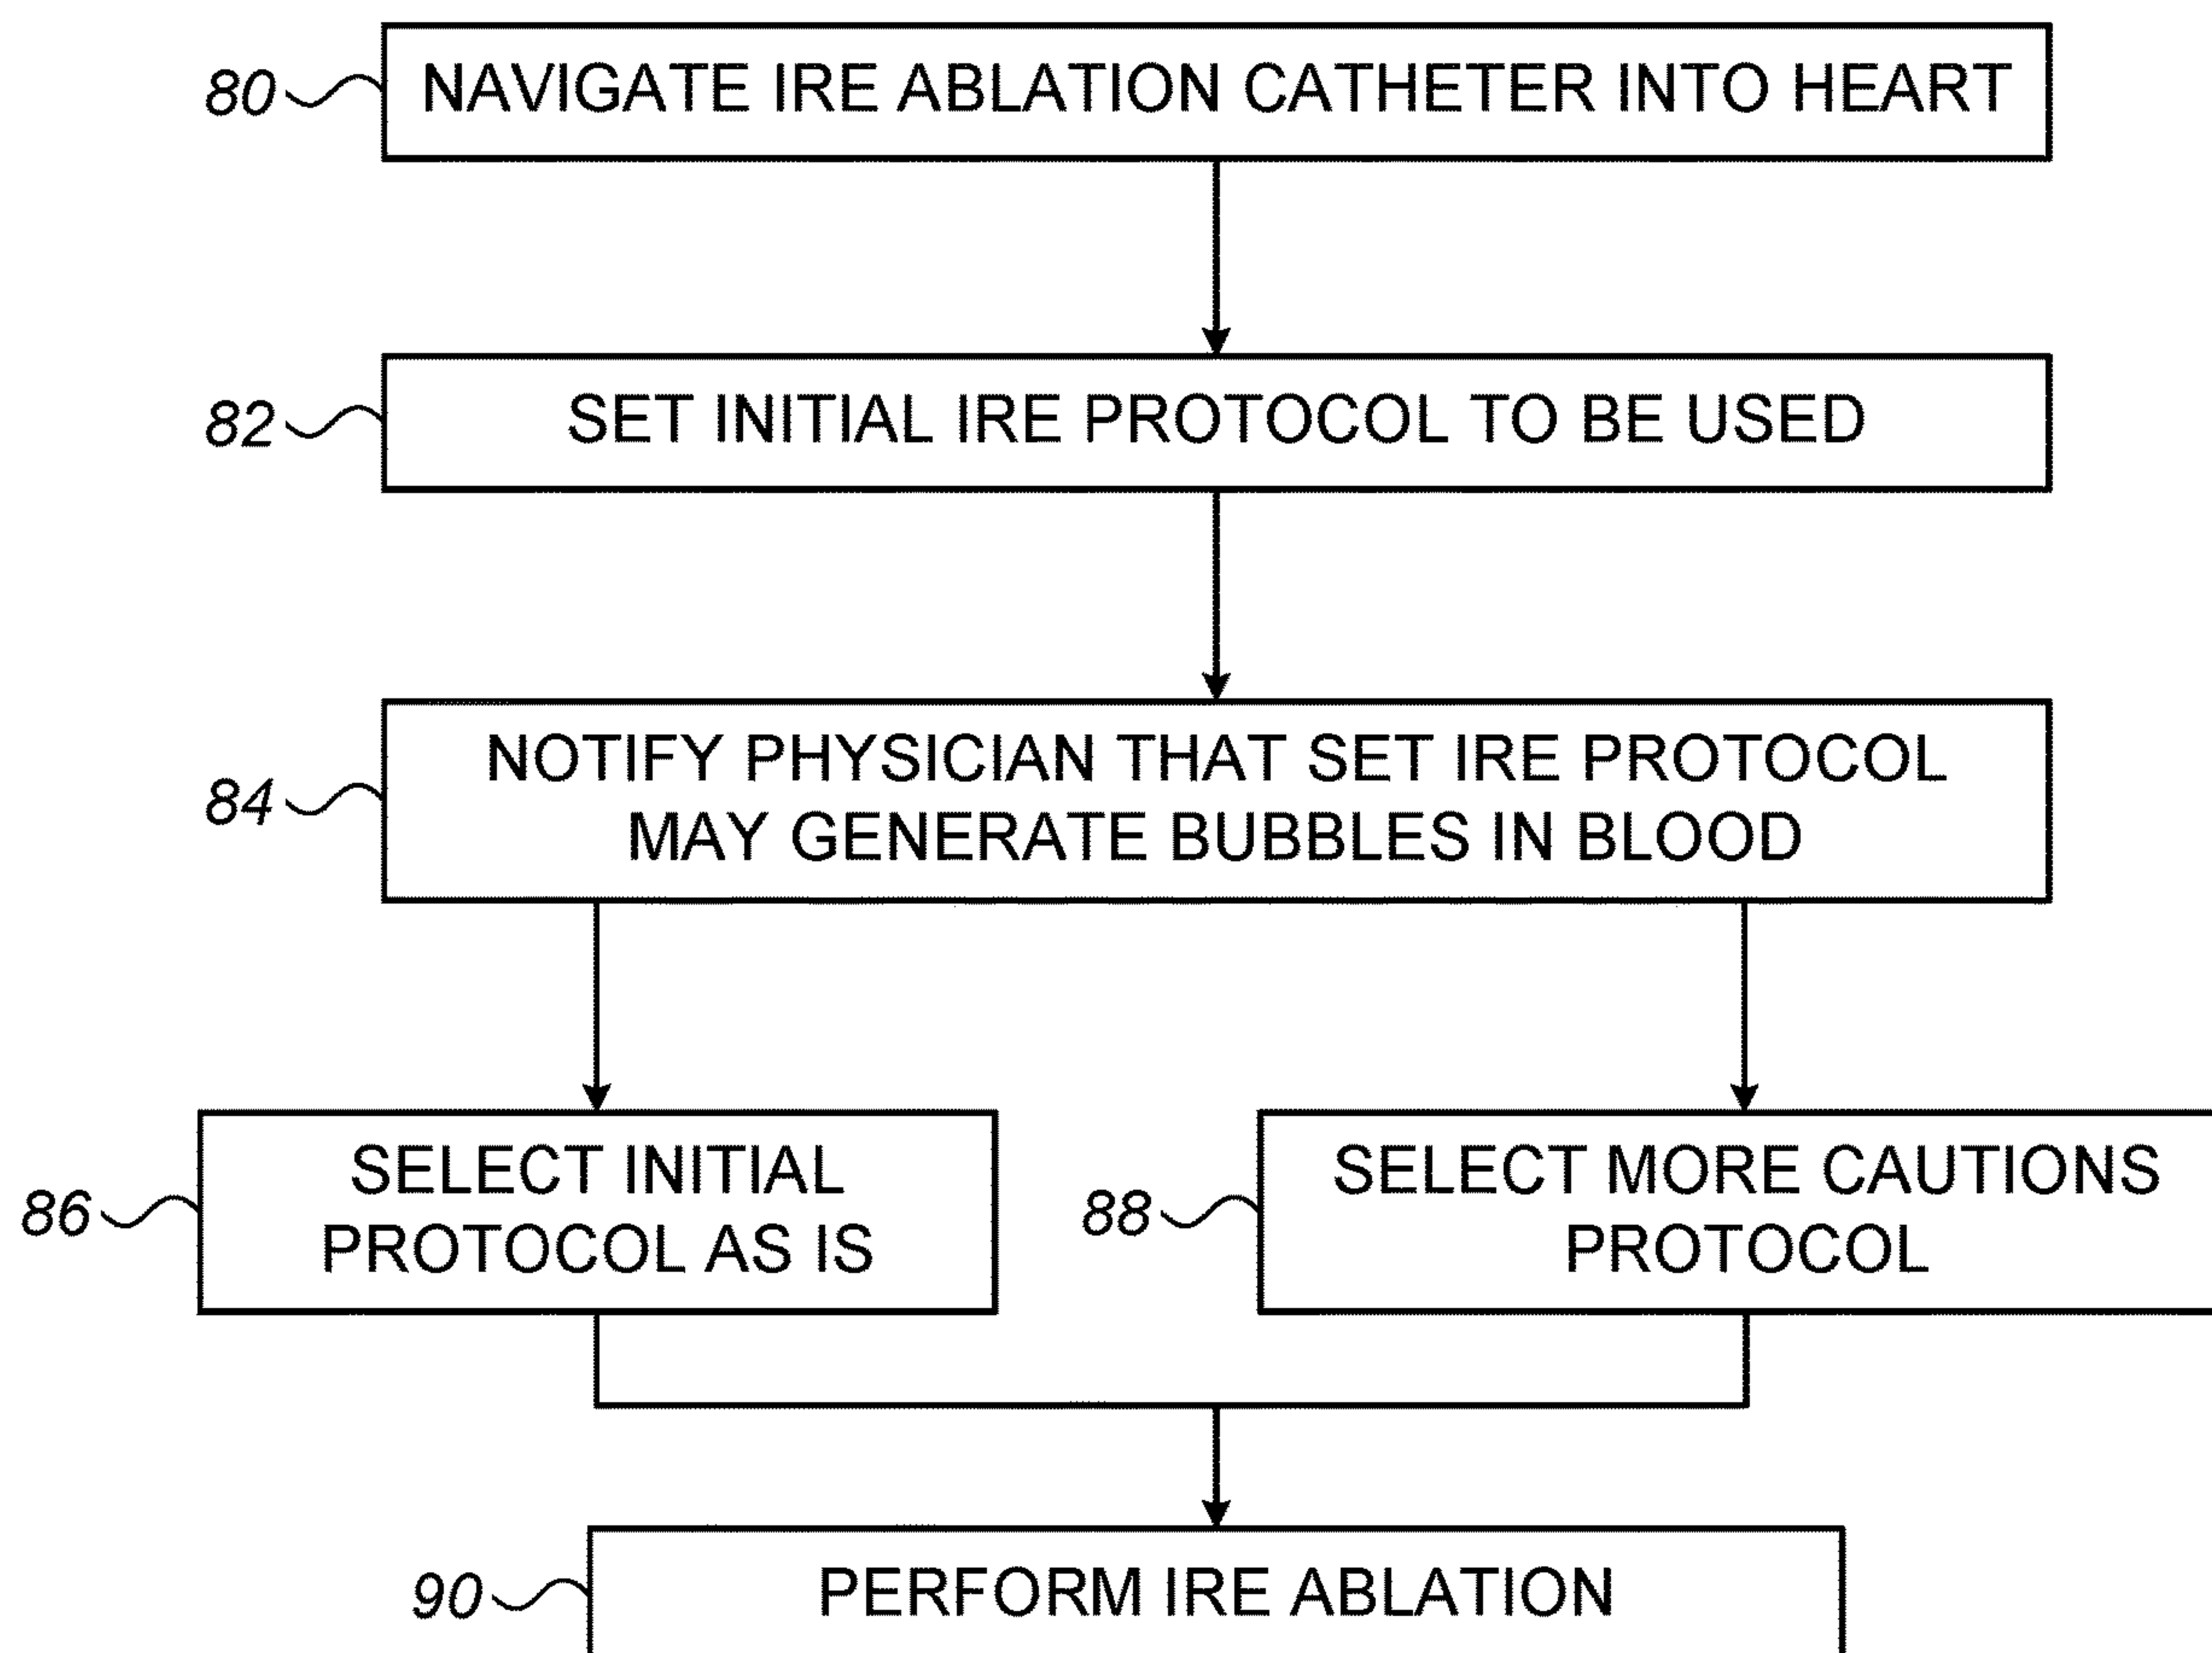 80 NAVIGATE IRE ABLATION CATHETER INTO HEART
82 SET INITIAL IRE PROTOCOL TO BE USED
84 NOTIFY PHYSICIAN THAT SET IRE PROTOCOL
MAY GENERATE BUBBLES IN BLOOD
86 SELECT INITIAL
PROTOCOL AS IS
88 SELECT MORE CAUTIONS
PROTOCOL
90 PERFORM IRE ABLATION